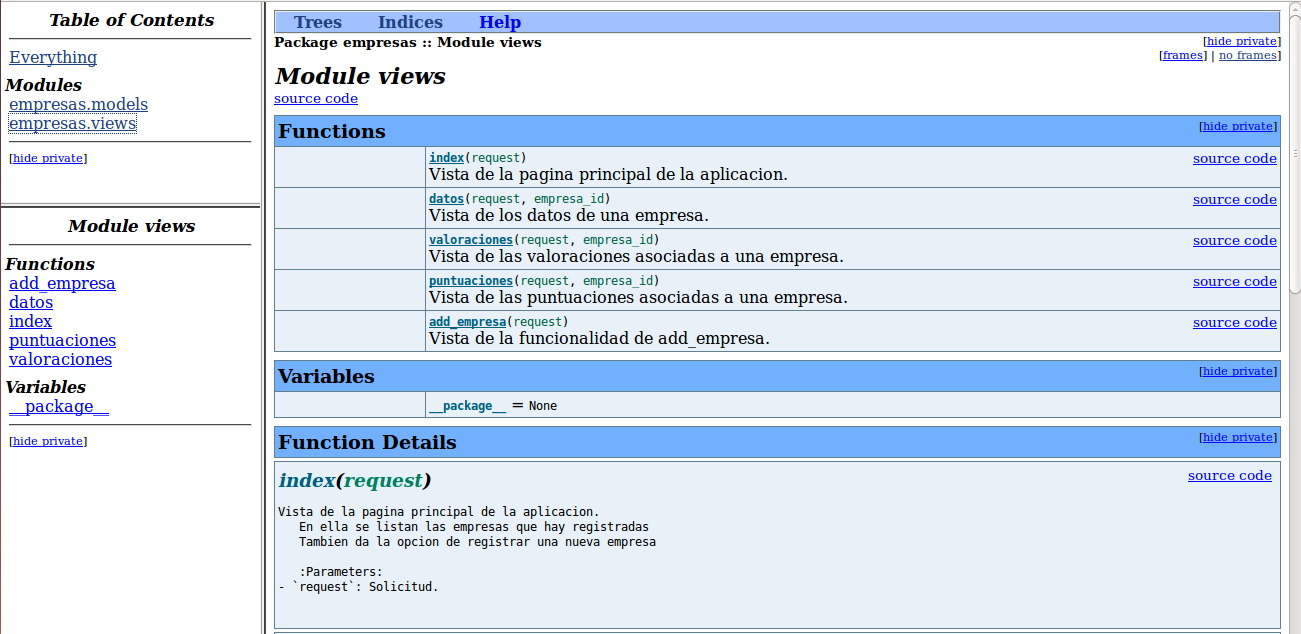 Table of Contents
Everything
Modules
empresas.models
empresas.views
[hide private]
Module views
Functions
add_empresa
datos
index
puntuaciones
valoraciones
Variables
__package__
[hide private]
Trees Indices Help
Package empresas :: Module views
[hide private]
[frames] | no frames]
Module views
source code
Functions
[hide private]
index(request)
source code
Vista de la pagina principal de la aplicacion.
datos(request, empresa_id)
source code
Vista de los datos de una empresa.
valoraciones(request, empresa_id)
source code
Vista de las valoraciones asociadas a una empresa.
puntuaciones(request, empresa_id)
source code
Vista de las puntuaciones asociadas a una empresa.
add_empresa(request)
source code
Vista de la funcionalidad de add_empresa.
Variables
[hide private]
__package__ = None
Function Details
[hide private]
index(request)
source code
Vista de la pagina principal de la aplicacion.
En ella se listan las empresas que hay registradas
Tambien da la opcion de registrar una nueva empresa
:Parameters:
- `request`: Solicitud.